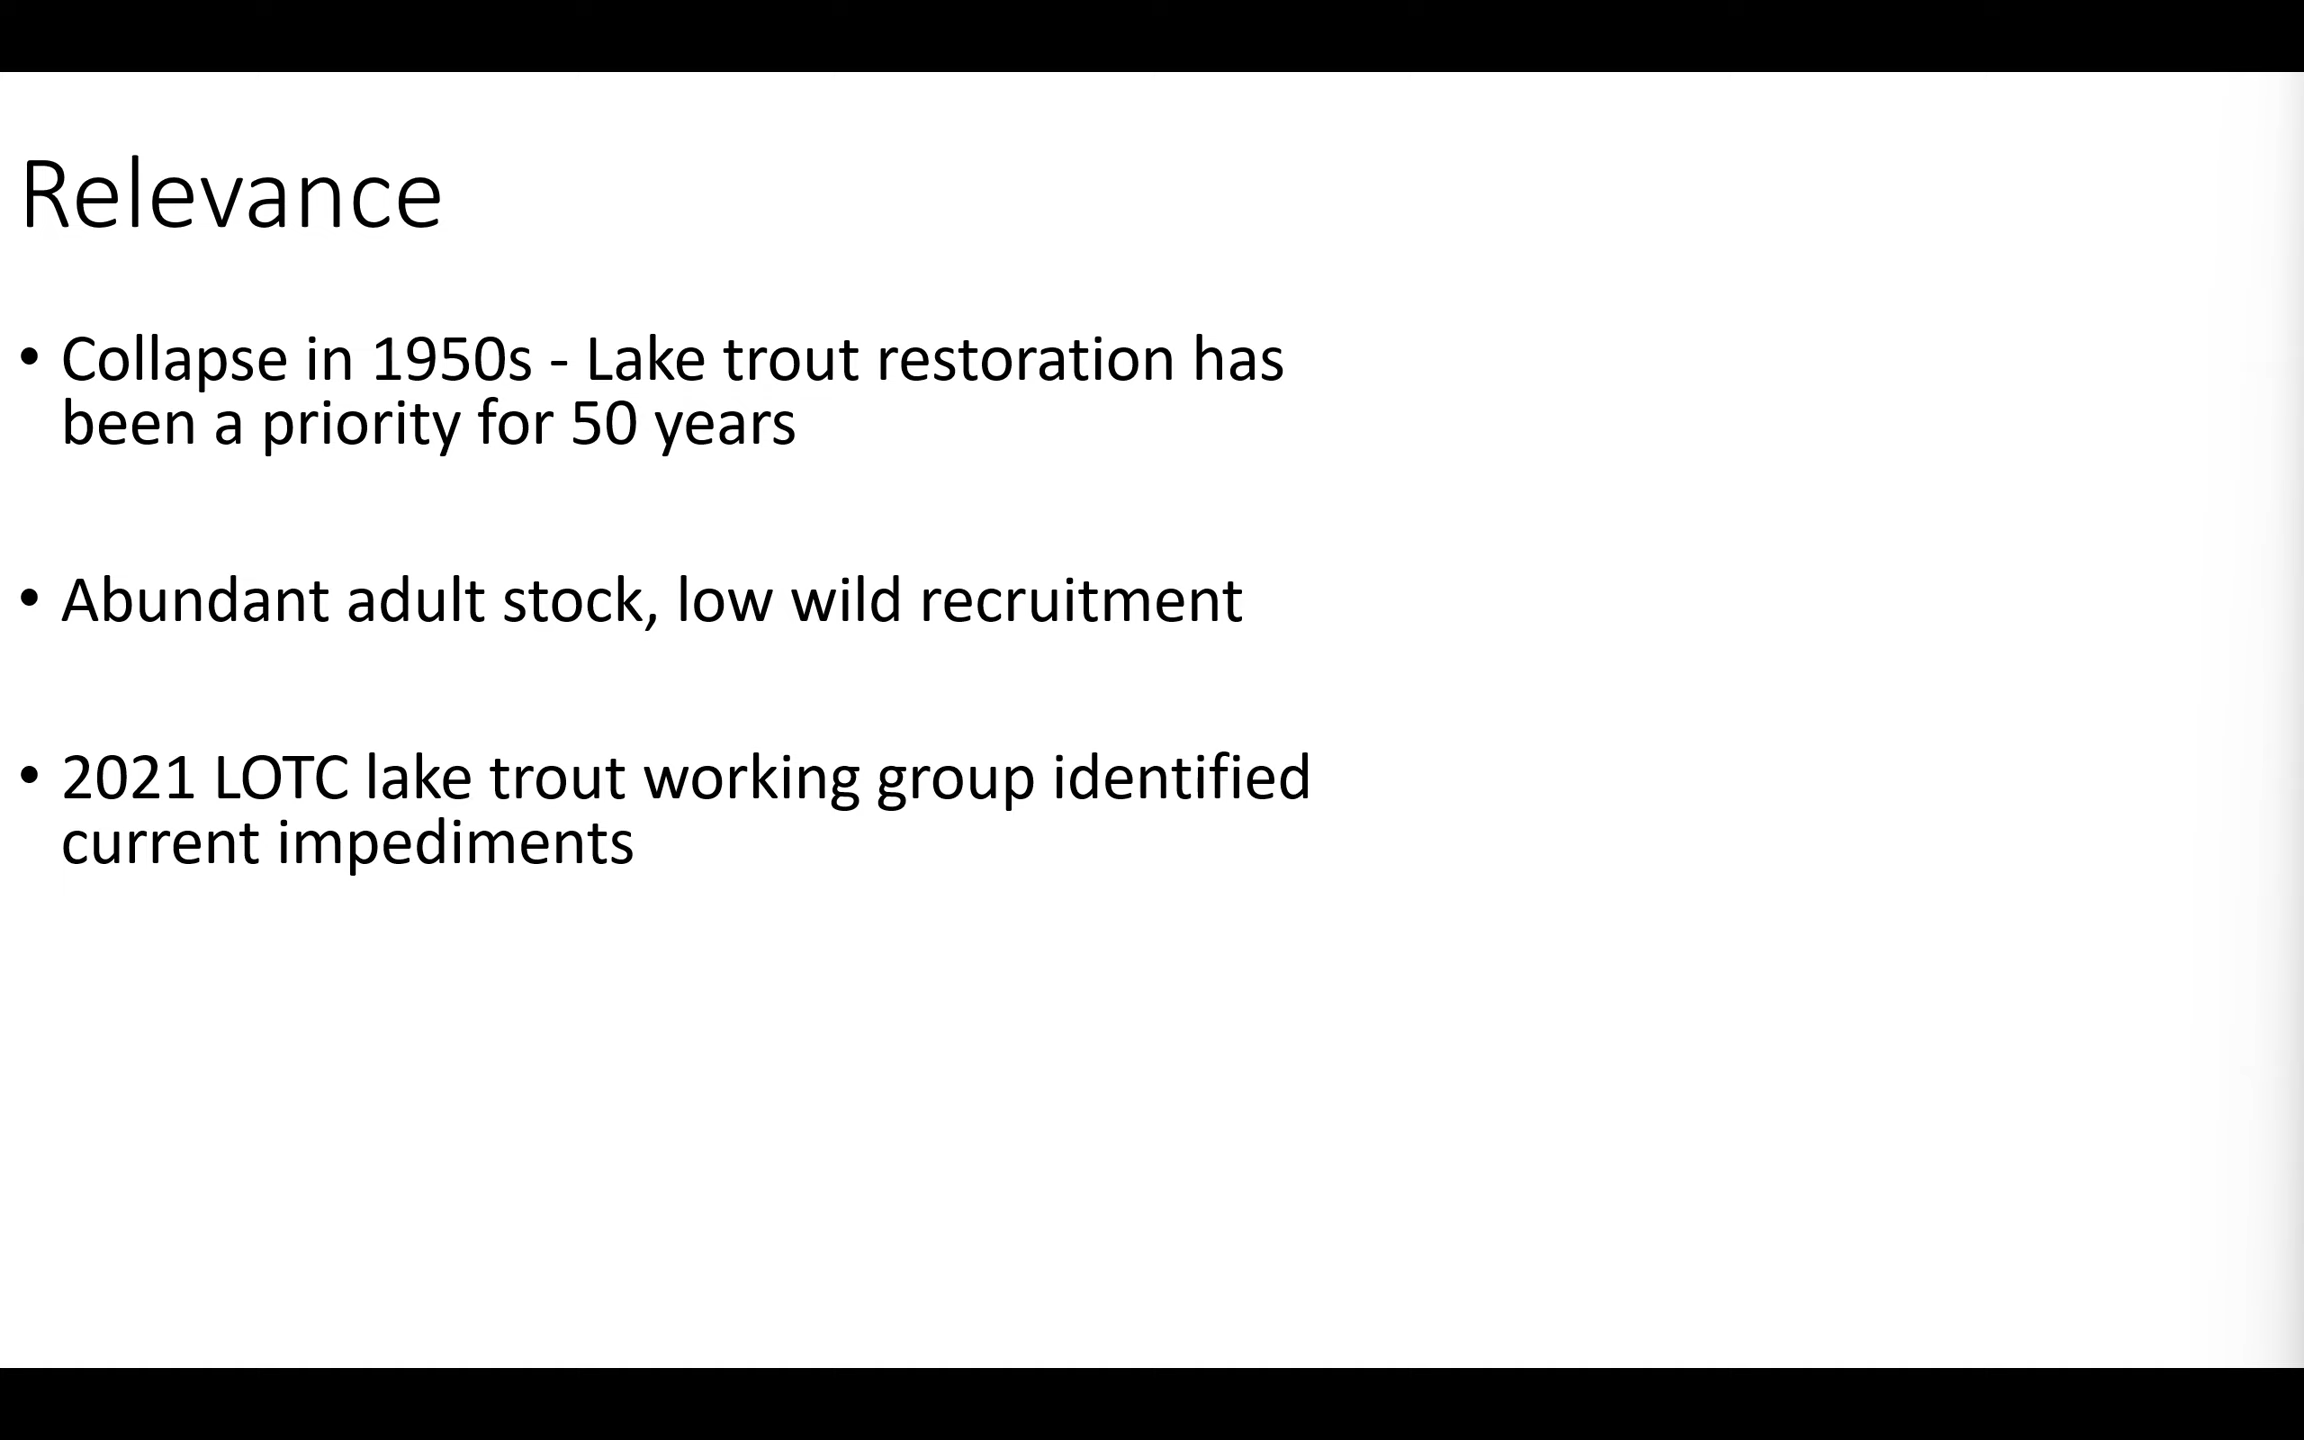 Relevance
• Collapse in 1950s - Lake trout restoration has
been a priority for 50 years
• Abundant adult stock, low wild recruitment
• 2021 LOTC lake trout working group identified
current impediments